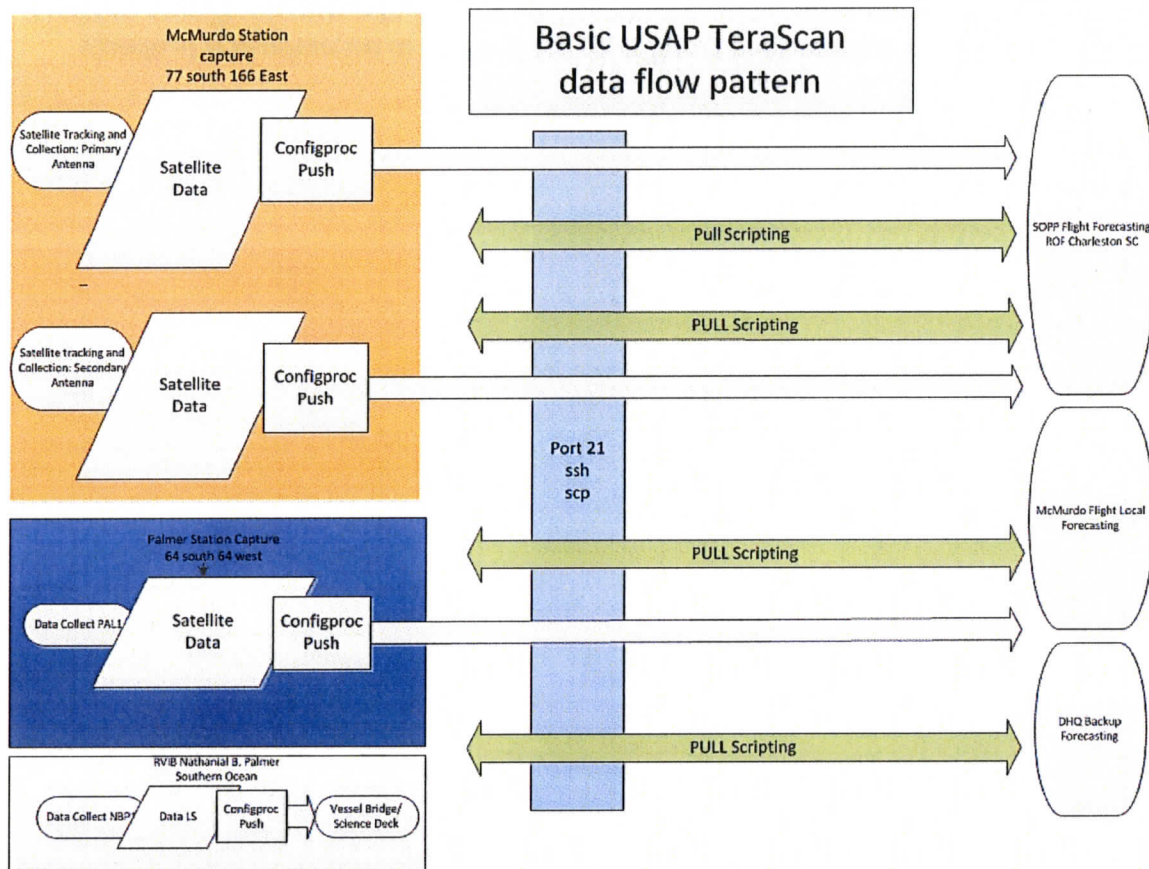 Basic USAP TeraScan
data flow pattern
McMurdo Station
capture
77 south 166 East
Satellite Tracking and
Collection: Primary
Antenna
Satellite
Data
Configproc
Push
Pull Scripting
SOPP Flight Forecasting
ROF Charleston SC
PULL Scripting
Satellite tracking and
Collection: Secondary
Antenna
Satellite
Data
Configproc
Push
Port 21
ssh
scp
McMurdo Flight Local
Forecasting
PULL Scripting
Palmer Station Capture
64 south 64 west
Data Collect PAL1
Satellite
Data
Configproc
Push
DHQ Backup
Forecasting
PULL Scripting
RVIB Nathanial B. Palmer
Southern Ocean
Data Collect NBP1
Data LS
Configproc
Push
Vessel Bridge/
Science Deck